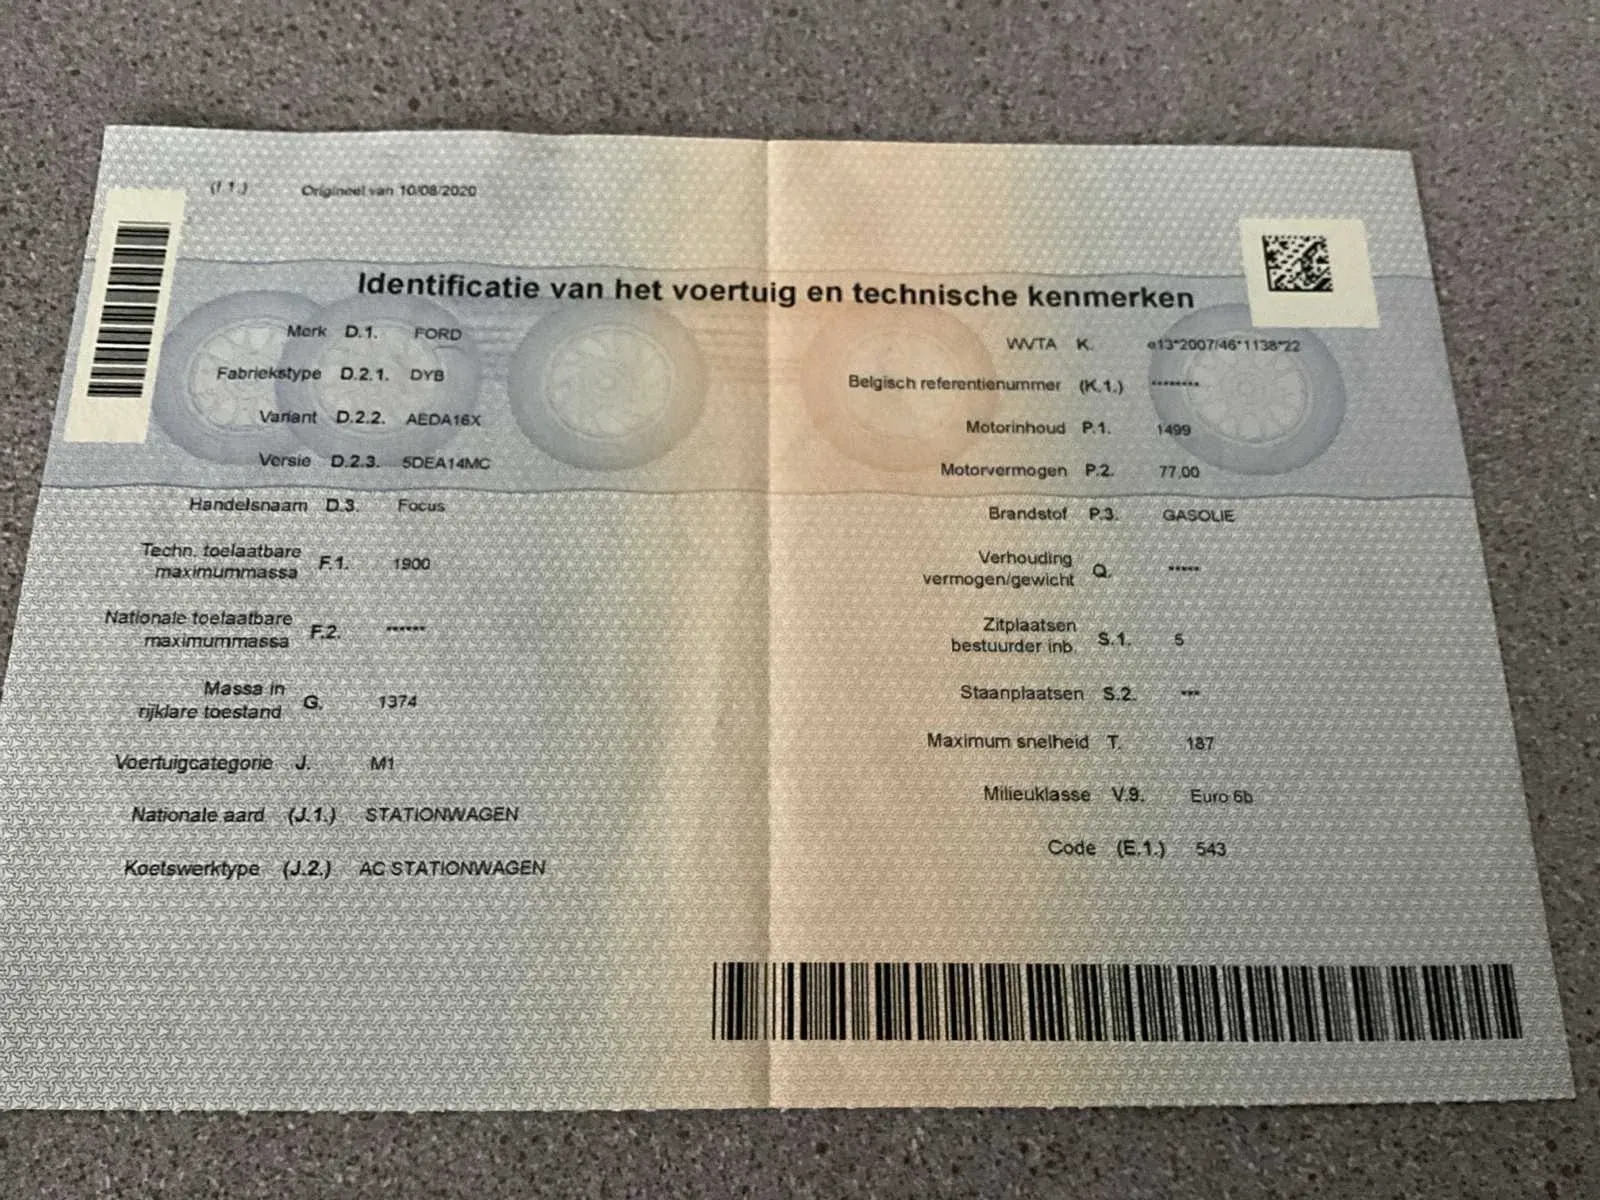 (I 1.) Origineel van 10/08/2020
Identificatie van het voertuig en technische kenmerken
Merk D.1. FORD
Fabriekstype D.2.1. DYB
Variant D.2.2. AEDA16X
Versie D.2.3. 5DEA14MC
Handelsnaam D.3. Focus
Techn. toelaatbare
maximummassa F.1. 1900
Nationale toelaatbare
maximummassa F.2. ******
Massa in
rijklare toestand G. 1374
Voertuigcategorie J. M1
Nationale aard (J.1.) STATIONWAGEN
Koetswerktype (J.2.) AC STATIONWAGEN
WVTA K. e13*2007/46*1138*22
Belgisch referentienummer (K.1.) ********
Motorinhoud P.1. 1499
Motorvermogen P.2. 77,00
Brandstof P.3. GASOLIE
Verhouding
vermogen/gewicht Q. *****
Zitplaatsen
bestuurder inb. S.1. 5
Staanplaatsen S.2. ***
Maximum snelheid T. 187
Milieuklasse V.9. Euro 6b
Code (E.1.) 543